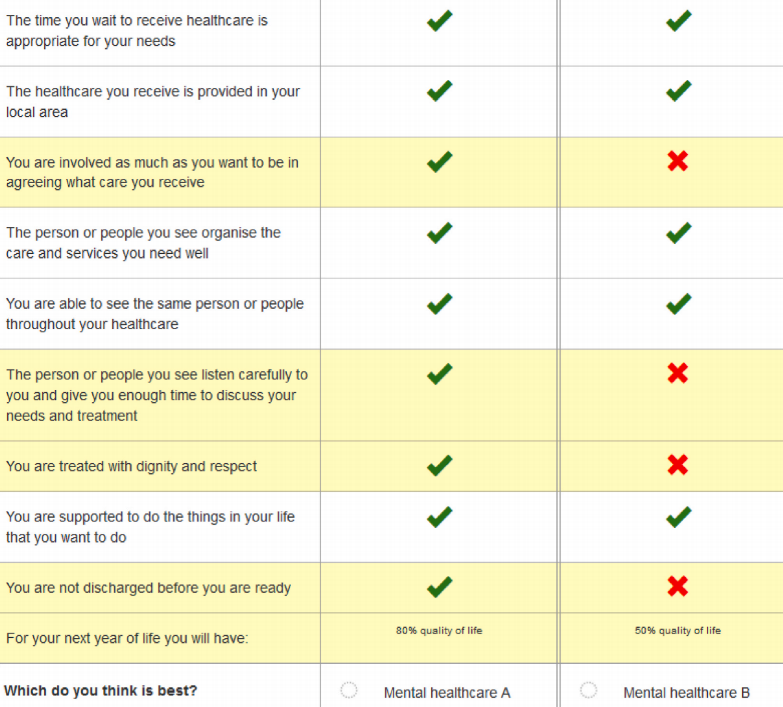 The time you wait to receive healthcare is
appropriate for your needs
The healthcare you receive is provided in your
local area
You are involved as much as you want to be in
agreeing what care you receive
The person or people you see organise the
care and services you need well
You are able to see the same person or people
throughout your healthcare
The person or people you see listen carefully to
you and give you enough time to discuss your
needs and treatment
You are treated with dignity and respect
You are supported to do the things in your life
that you want to do
You are not discharged before you are ready
For your next year of life you will have: 80% quality of life 50% quality of life
Which do you think is best? Mental healthcare A Mental healthcare B